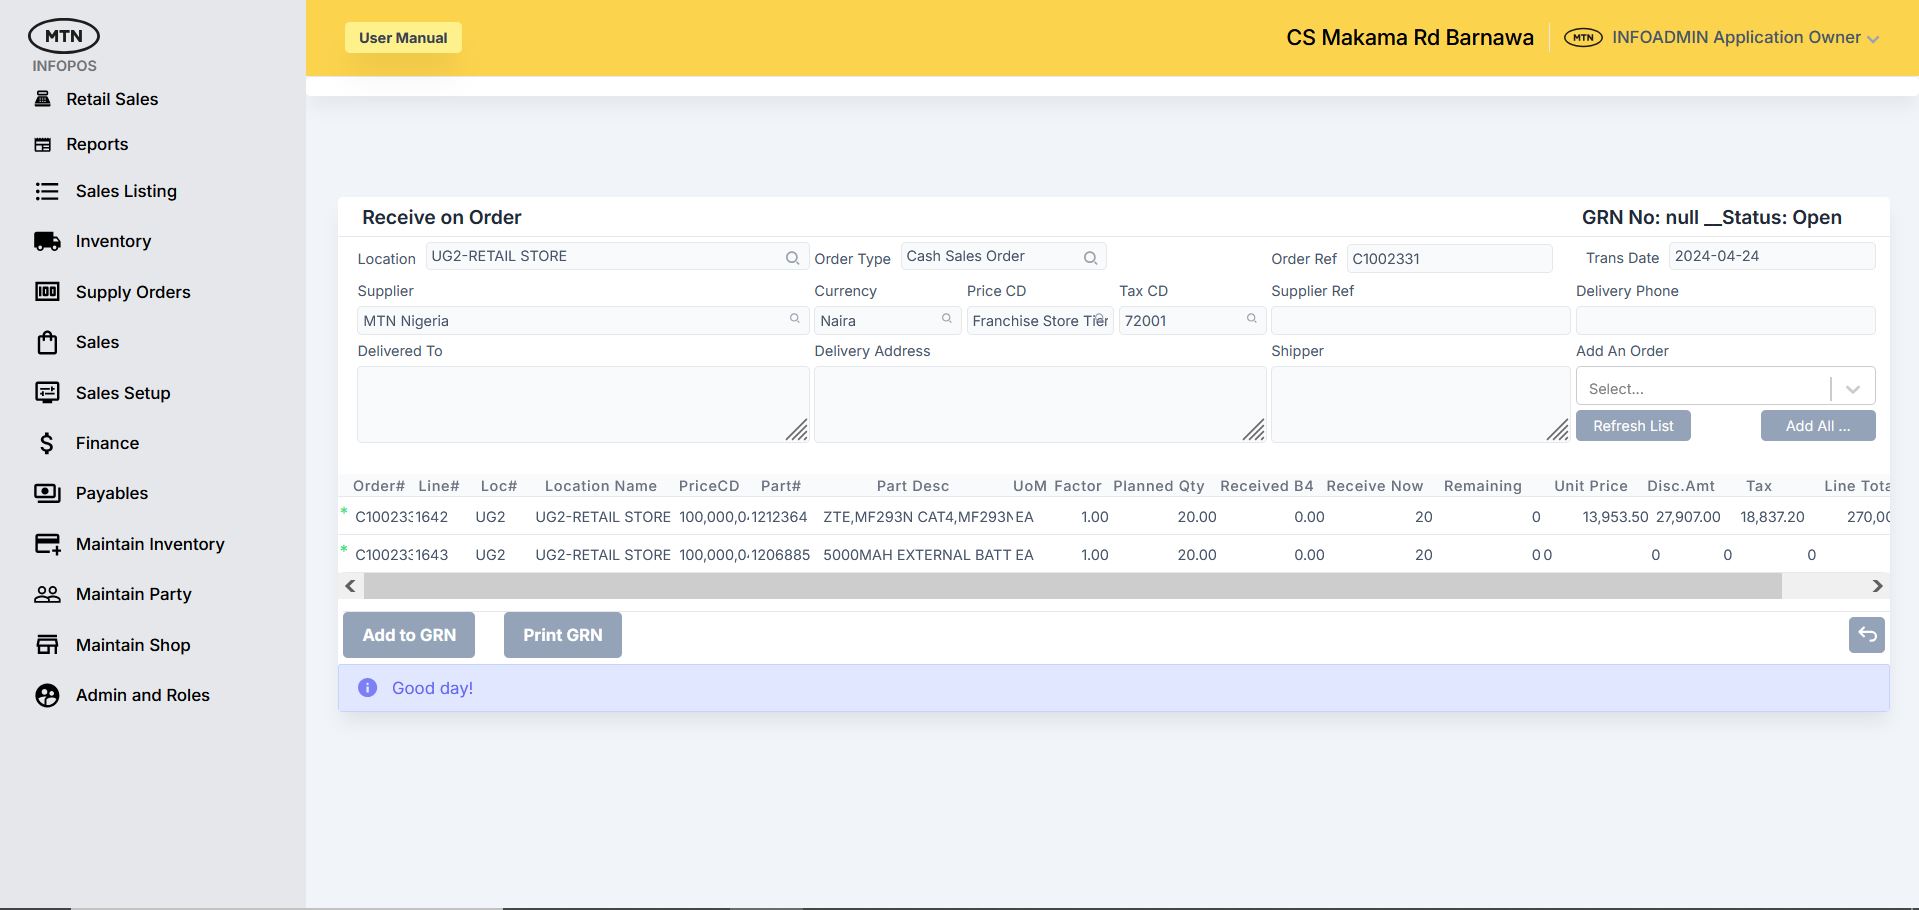 MTN
INFOPOS
Retail Sales
Reports
Sales Listing
Inventory
Supply Orders
Sales
Sales Setup
Finance
Payables
Maintain Inventory
Maintain Party
Maintain Shop
Admin and Roles
User Manual
CS Makama Rd Barnawa
MTN
INFOADMIN Application Owner
Receive on Order
GRN No: null __Status: Open
Location UG2-RETAIL STORE Order Type Cash Sales Order Order Ref C1002331 Trans Date 2024-04-24
Supplier Currency Price CD Tax CD Supplier Ref Delivery Phone
MTN Nigeria Naira Franchise Store Tier 72001
Delivered To Delivery Address Shipper Add An Order
Select...
Refresh List Add All ...
Order# Line# Loc# Location Name PriceCD Part# Part Desc UoM Factor Planned Qty Received B4 Receive Now Remaining Unit Price Disc.Amt Tax Line Tota
* C100233 1642 UG2 UG2-RETAIL STORE 100,000,0 1212364 ZTE,MF293N CAT4,MF293N EA 1.00 20.00 0.00 20 0 13,953.50 27,907.00 18,837.20 270,00
* C100233 1643 UG2 UG2-RETAIL STORE 100,000,0 1206885 5000MAH EXTERNAL BATT EA 1.00 20.00 0.00 20 0 0 0 0 0
Add to GRN Print GRN
Good day!